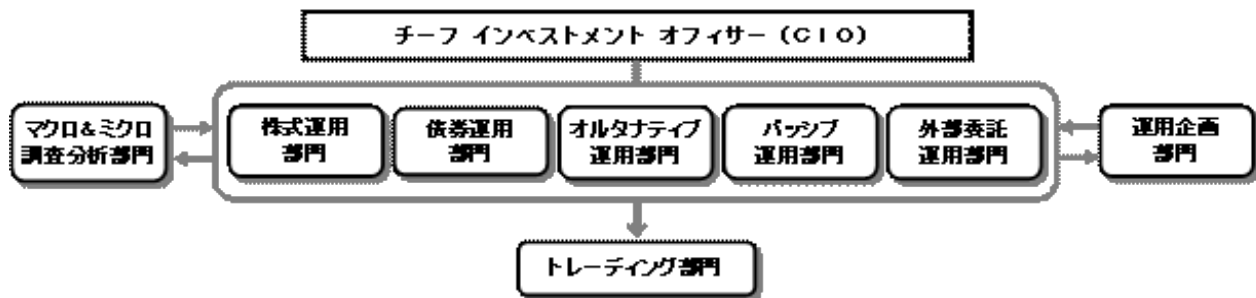 チーフ インベストメント オフィサー（CIO）
マクロ＆ミクロ
調査分析部門
株式運用
部門
債券運用
部門
オルタナティブ
運用部門
パッシブ
運用部門
外部委託
運用部門
運用企画
部門
トレーディング部門